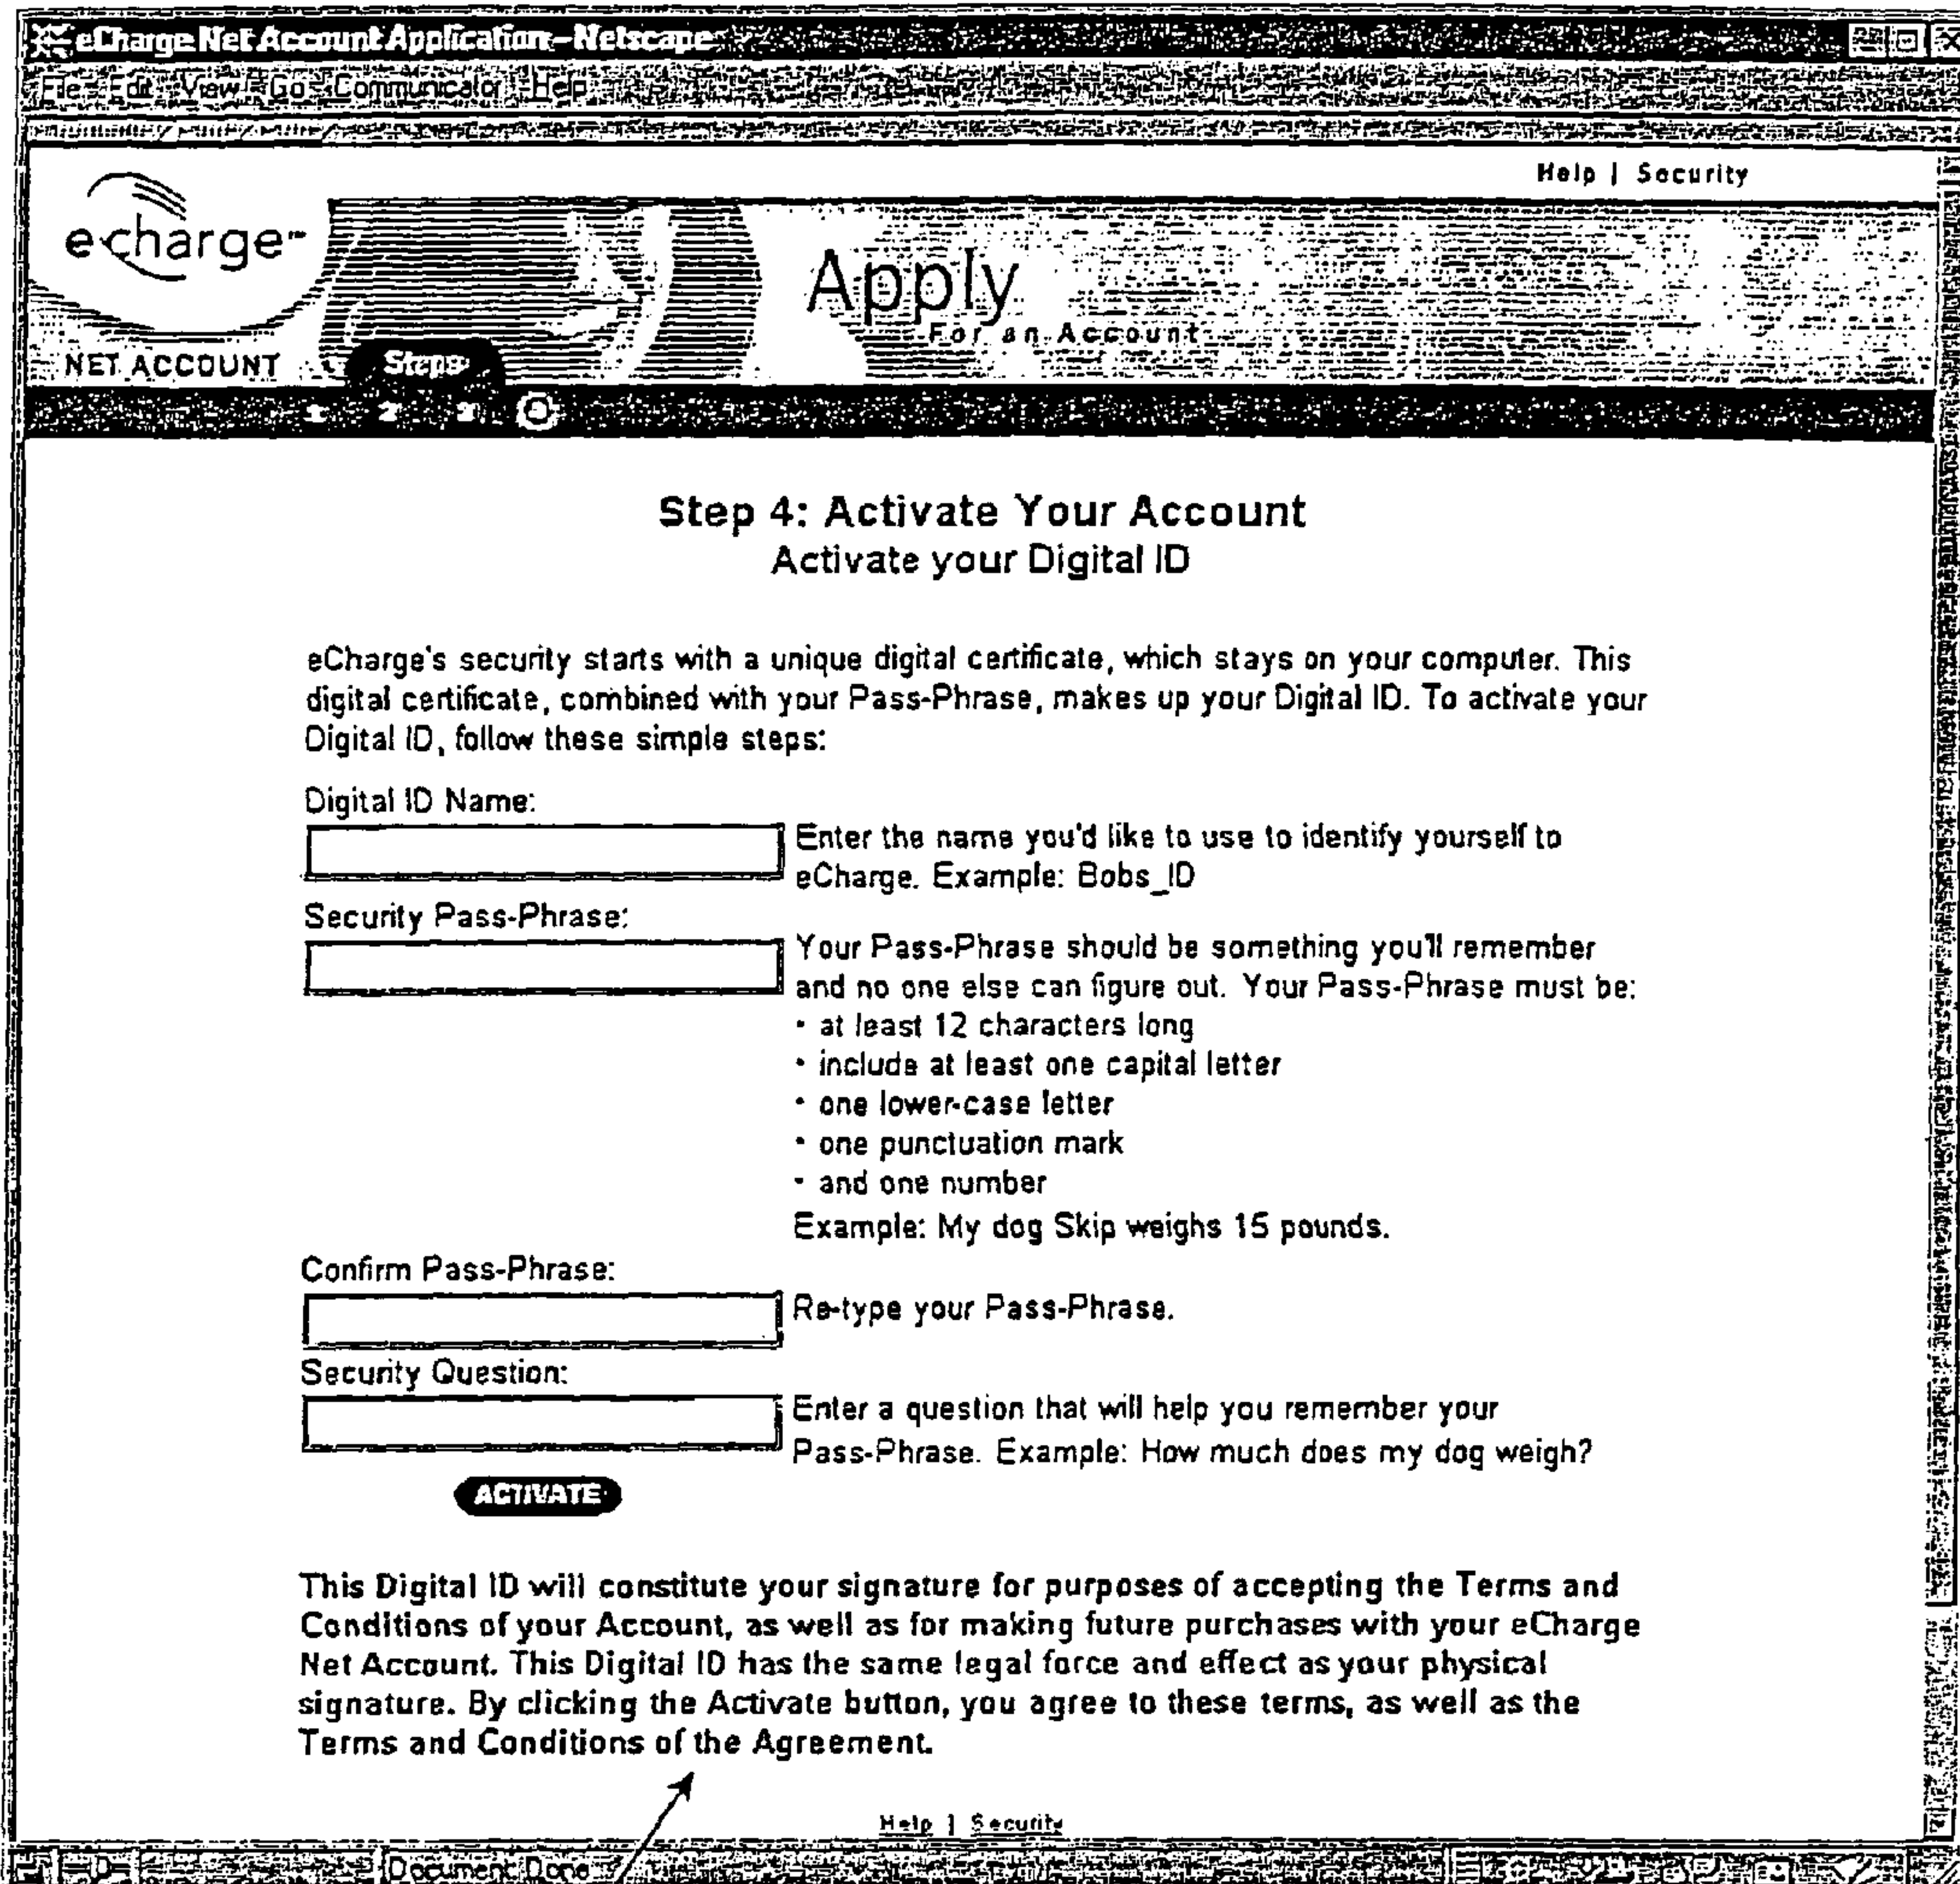 eCharge Net Account Application - Netscape
File Edit View Go Communicator Help
Help | Security
echarge™
Apply
For an Account
NET ACCOUNT
Steps
1 2 3 4
Step 4: Activate Your Account
Activate your Digital ID
eCharge's security starts with a unique digital certificate, which stays on your computer. This
digital certificate, combined with your Pass-Phrase, makes up your Digital ID. To activate your
Digital ID, follow these simple steps:
Digital ID Name:
Enter the name you'd like to use to identify yourself to
eCharge. Example: Bobs_ID
Security Pass-Phrase:
Your Pass-Phrase should be something you'll remember
and no one else can figure out. Your Pass-Phrase must be:
• at least 12 characters long
• include at least one capital letter
• one lower-case letter
• one punctuation mark
• and one number
Example: My dog Skip weighs 15 pounds.
Confirm Pass-Phrase:
Re-type your Pass-Phrase.
Security Question:
Enter a question that will help you remember your
Pass-Phrase. Example: How much does my dog weigh?
ACTIVATE
This Digital ID will constitute your signature for purposes of accepting the Terms and
Conditions of your Account, as well as for making future purchases with your eCharge
Net Account. This Digital ID has the same legal force and effect as your physical
signature. By clicking the Activate button, you agree to these terms, as well as the
Terms and Conditions of the Agreement.
Help | Security
Document: Done